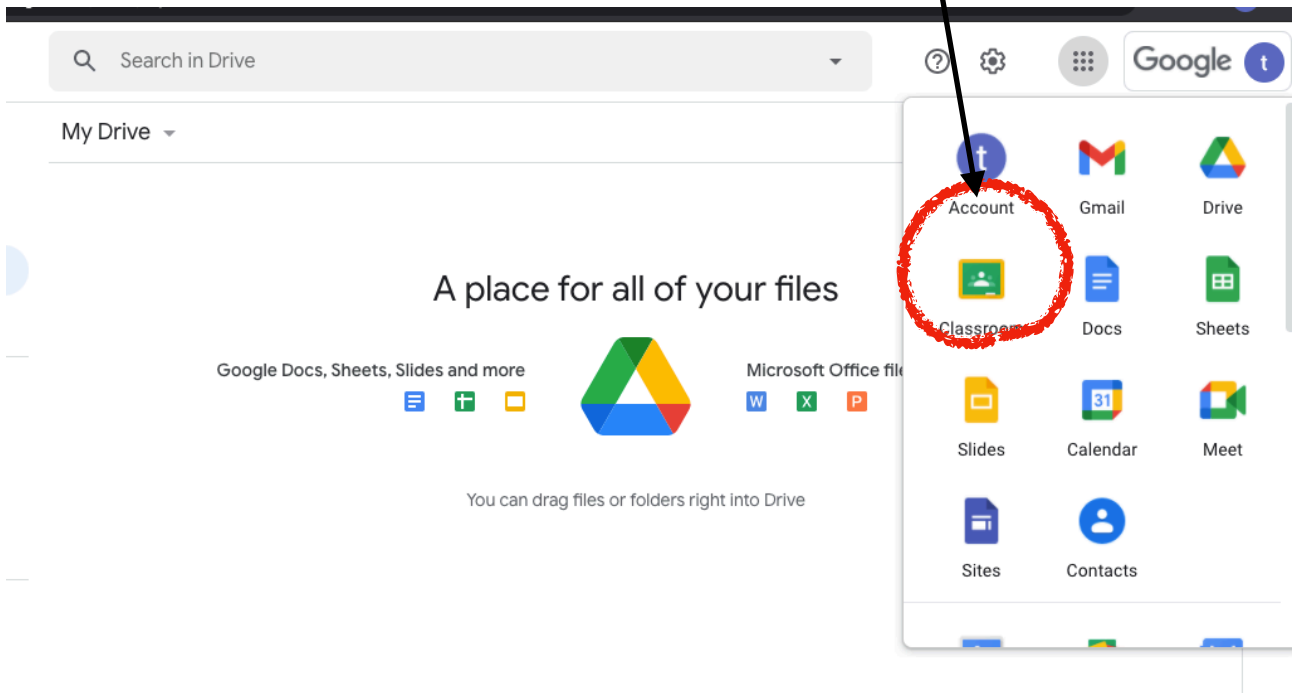 Search in Drive
Google t
My Drive
t
Account Gmail Drive
A place for all of your files
Classroom Docs Sheets
Google Docs, Sheets, Slides and more
Microsoft Office file
W X P
31
Slides Calendar Meet
You can drag files or folders right into Drive
Sites Contacts